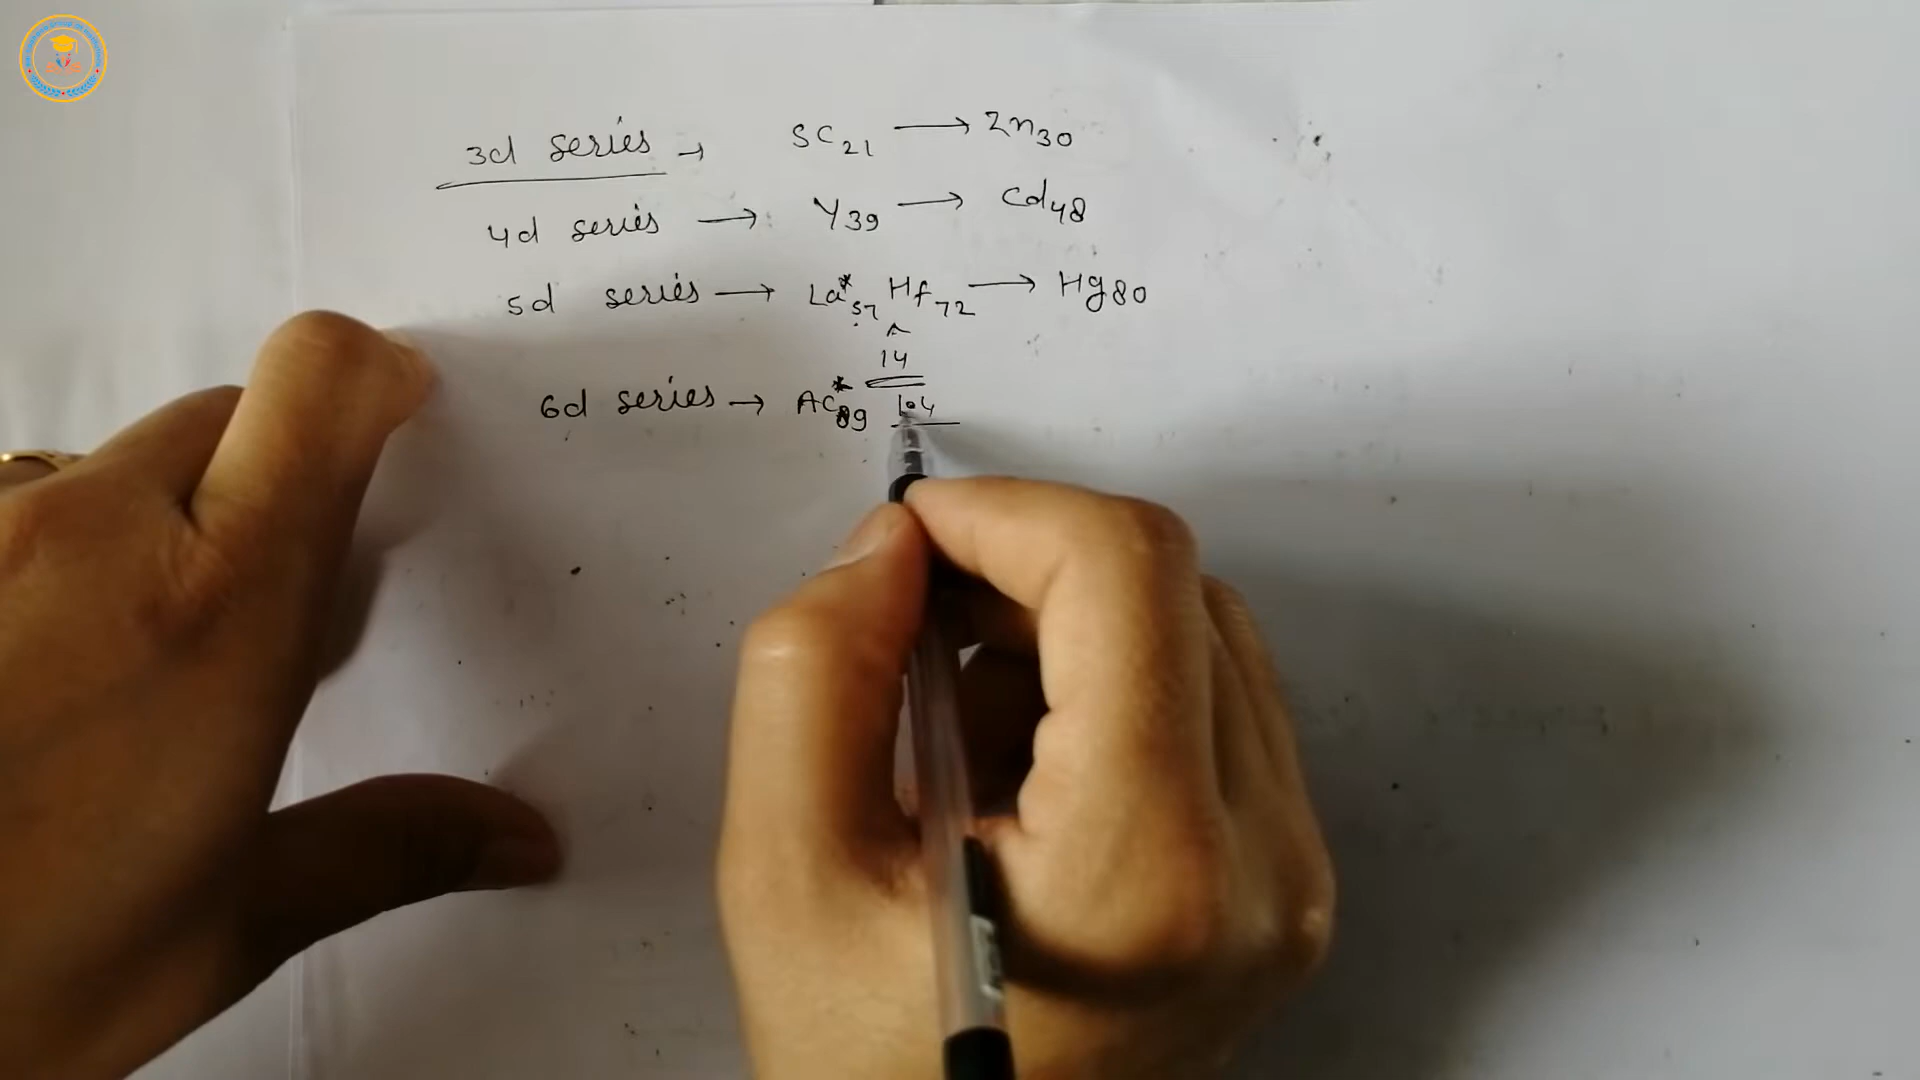 3d series → Sc21 → Zn30
4d series → Y39 → Cd48
5d series → La*57 Hf72 → Hg80
14
6d series → Ac*89 104